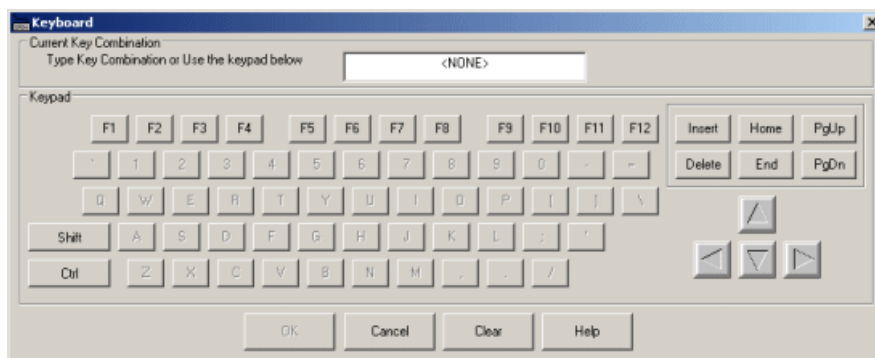 Keyboard
Current Key Combination
Type Key Combination or Use the keypad below <NONE>
Keypad
F1 F2 F3 F4 F5 F6 F7 F8 F9 F10 F11 F12 Insert Home PgUp
` 1 2 3 4 5 6 7 8 9 0 - = Delete End PgDn
Q W E R T Y U I O P [ ] \
Shift A S D F G H J K L ; '
Ctrl Z X C V B N M , . /
OK Cancel Clear Help